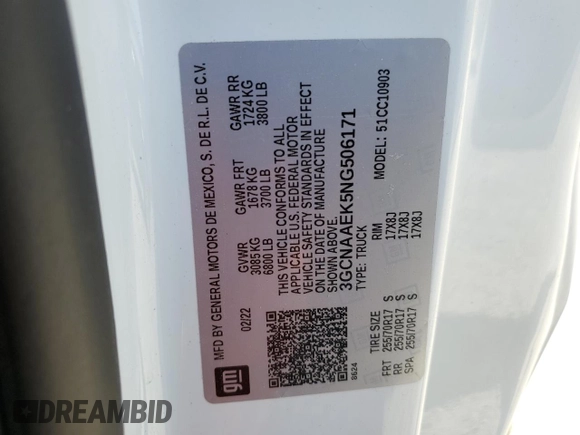 MFD BY GENERAL MOTORS DE MEXICO, S. DE R.L. DE C.V.
02/22 GVWR GAWR FRT GAWR RR
3085 KG 1678 KG 1724 KG
6800 LB 3700 LB 3800 LB
THIS VEHICLE CONFORMS TO ALL
APPLICABLE U.S. FEDERAL MOTOR
VEHICLE SAFETY STANDARDS IN EFFECT
ON THE DATE OF MANUFACTURE
SHOWN ABOVE.
3GCNAAEK5NG506171
TYPE: TRUCK MODEL: 51CC10903
gm
8624
TIRE SIZE RIM
FRT 255/70R17 S 17X8J
RR 255/70R17 S 17X8J
SPA 255/70R17 S 17X8J
DREAMBID